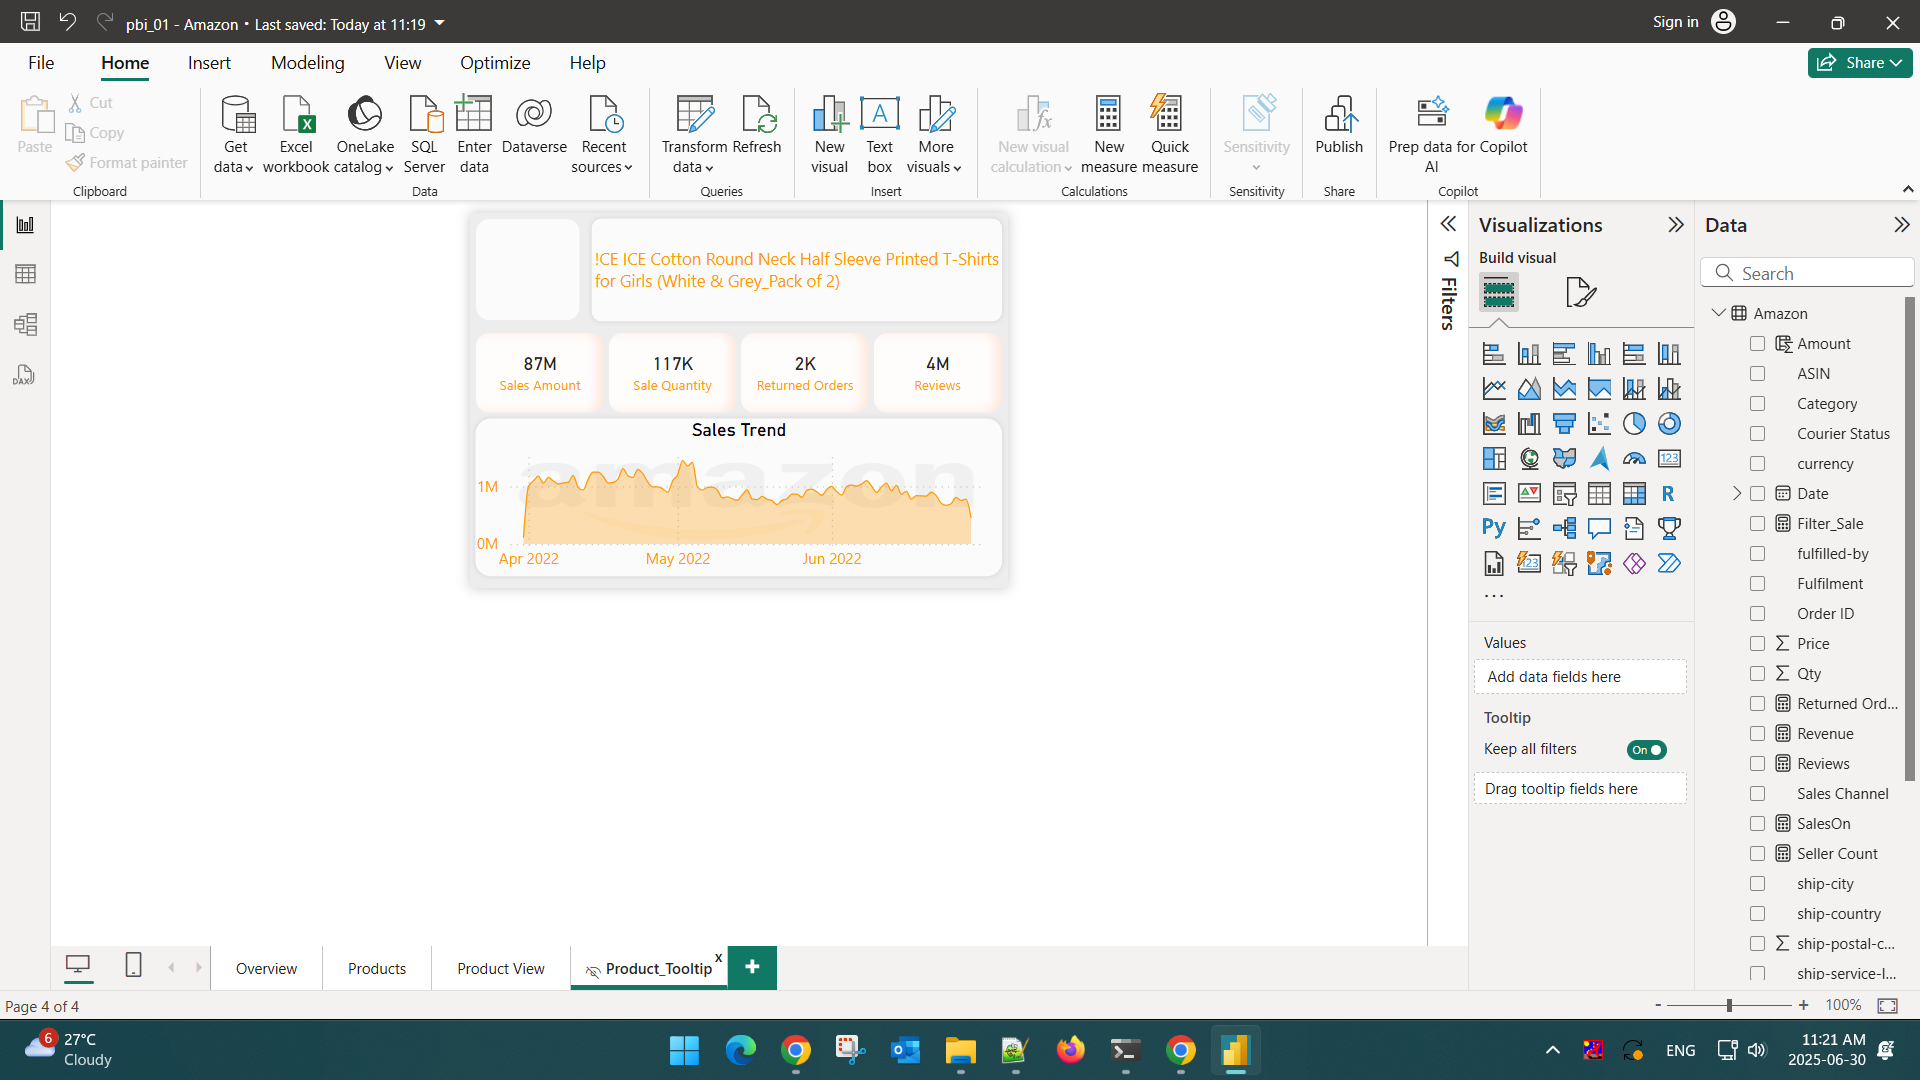 pbi_01 - Amazon • Last saved: Today at 11:19
Sign in
File
Home
Insert
Modeling
View
Optimize
Help
Share
Paste
Cut
Copy
Format painter
Clipboard
Get data
Excel workbook
OneLake catalog
SQL Server
Enter data
Dataverse
Recent sources
Data
Transform data
Refresh
Queries
New visual
Text box
More visuals
Insert
New visual calculation
New measure
Quick measure
Calculations
Sensitivity
Sensitivity
Publish
Share
Prep data for AI
Copilot
Copilot
!CE ICE Cotton Round Neck Half Sleeve Printed T-Shirts
for Girls (White & Grey_Pack of 2)
87M
Sales Amount
117K
Sale Quantity
2K
Returned Orders
4M
Reviews
Sales Trend
amazon
1M
0M
Apr 2022
May 2022
Jun 2022
Filters
Visualizations
Build visual
123
R
Py
123
...
Values
Add data fields here
Tooltip
Keep all filters
On
Drag tooltip fields here
Data
Search
Amazon
Amount
ASIN
Category
Courier Status
currency
Date
Filter_Sale
fulfilled-by
Fulfilment
Order ID
Price
Qty
Returned Ord...
Revenue
Reviews
Sales Channel
SalesOn
Seller Count
ship-city
ship-country
ship-postal-c...
ship-service-l...
DAX
Overview
Products
Product View
Product_Tooltip
x
+
Page 4 of 4
- + 100%
6
27°C
Cloudy
ENG
11:21 AM
2025-06-30